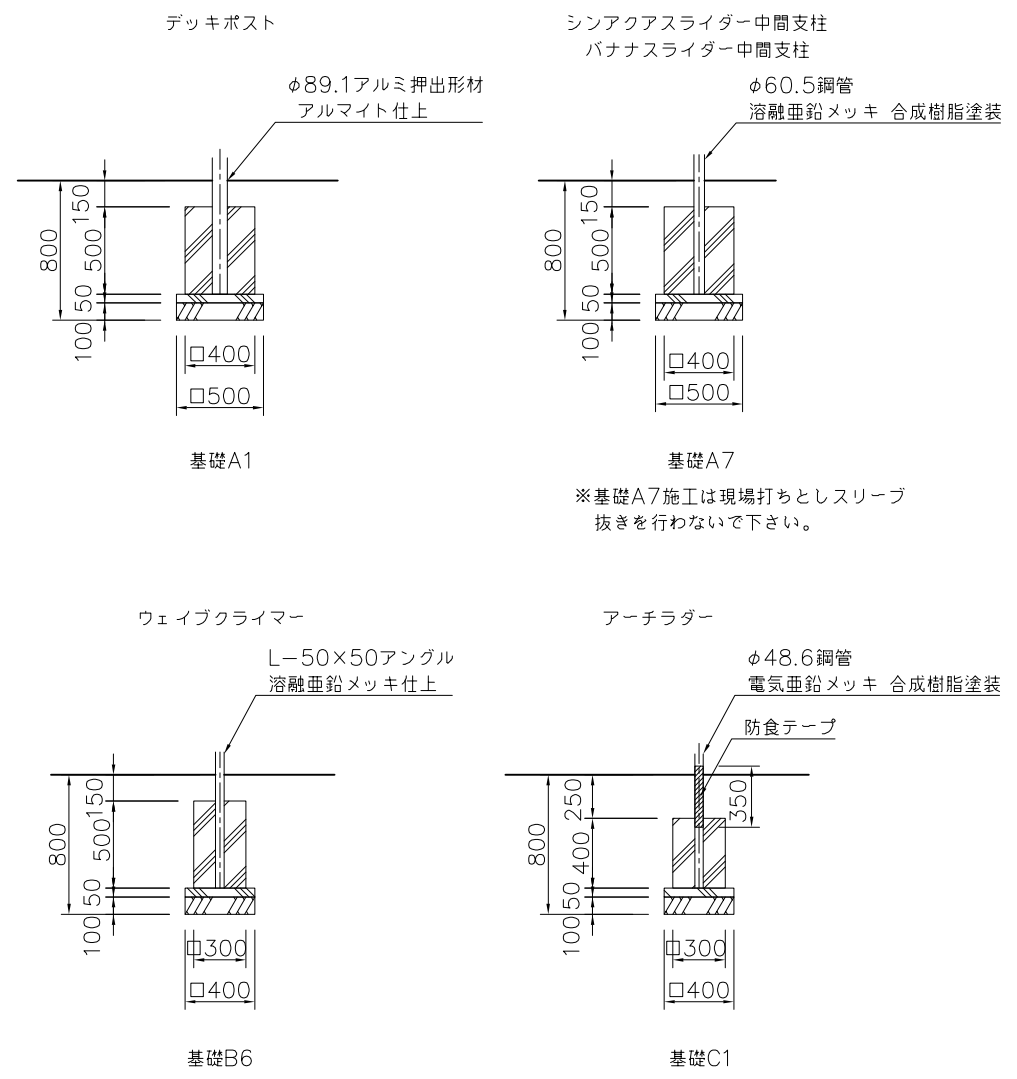 デッキポスト
φ89.1アルミ押出形材
アルマイト仕上
150
800
500
50
100
□400
□500
基礎A1
シンアクアスライダー中間支柱
バナナスライダー中間支柱
φ60.5鋼管
溶融亜鉛メッキ 合成樹脂塗装
150
800
500
50
100
□400
□500
基礎A7
※基礎A7施工は現場打ちとしスリーブ
抜きを行わないで下さい。
ウェイブクライマー
L−50×50アングル
溶融亜鉛メッキ仕上
150
800
500
50
100
□300
□400
基礎B6
アーチラダー
φ48.6鋼管
電気亜鉛メッキ 合成樹脂塗装
防食テープ
250
350
800
400
50
100
□300
□400
基礎C1